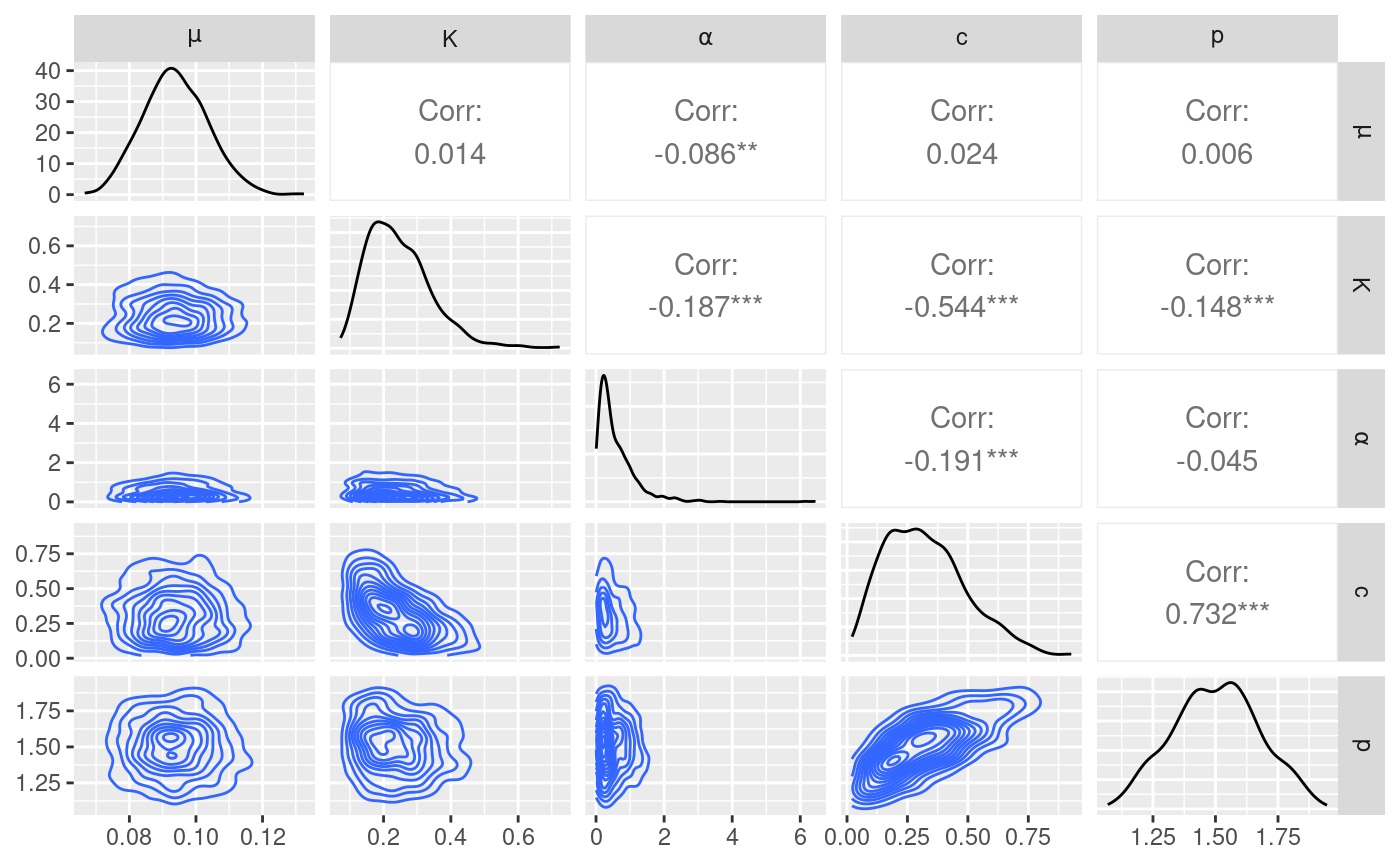 μ K α c p
40
30
20
10
0
Corr:
0.014
Corr:
-0.086**
Corr:
0.024
Corr:
0.006
μ
0.6
0.4
0.2
Corr:
-0.187***
Corr:
-0.544***
Corr:
-0.148***
K
6
4
2
0
Corr:
-0.191***
Corr:
-0.045
α
0.75
0.50
0.25
0.00
Corr:
0.732***
c
1.75
1.50
1.25
p
0.08 0.10 0.12 0.2 0.4 0.6 0 2 4 6 0.00 0.25 0.50 0.75 1.25 1.50 1.75